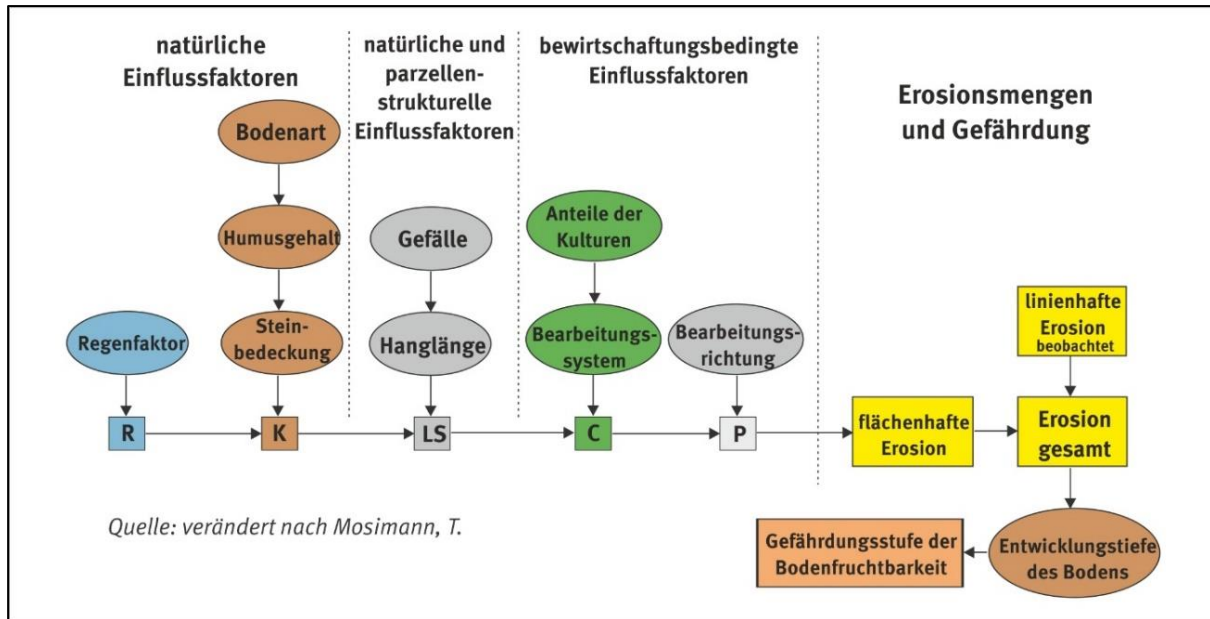 natürliche
Einflussfaktoren
natürliche und
parzellen-
strukturelle
Einflussfaktoren
bewirtschaftungsbedingte
Einflussfaktoren
Erosionsmengen
und Gefährdung
Bodenart
Humusgehalt
Stein-
bedeckung
Regenfaktor
Gefälle
Hanglänge
Anteile der
Kulturen
Bearbeitungs-
system
Bearbeitungs-
richtung
linienhafte
Erosion
beobachtet
R
K
LS
C
P
flächenhafte
Erosion
Erosion
gesamt
Quelle: verändert nach Mosimann, T.
Gefährdungsstufe der
Bodenfruchtbarkeit
Entwicklungstiefe
des Bodens